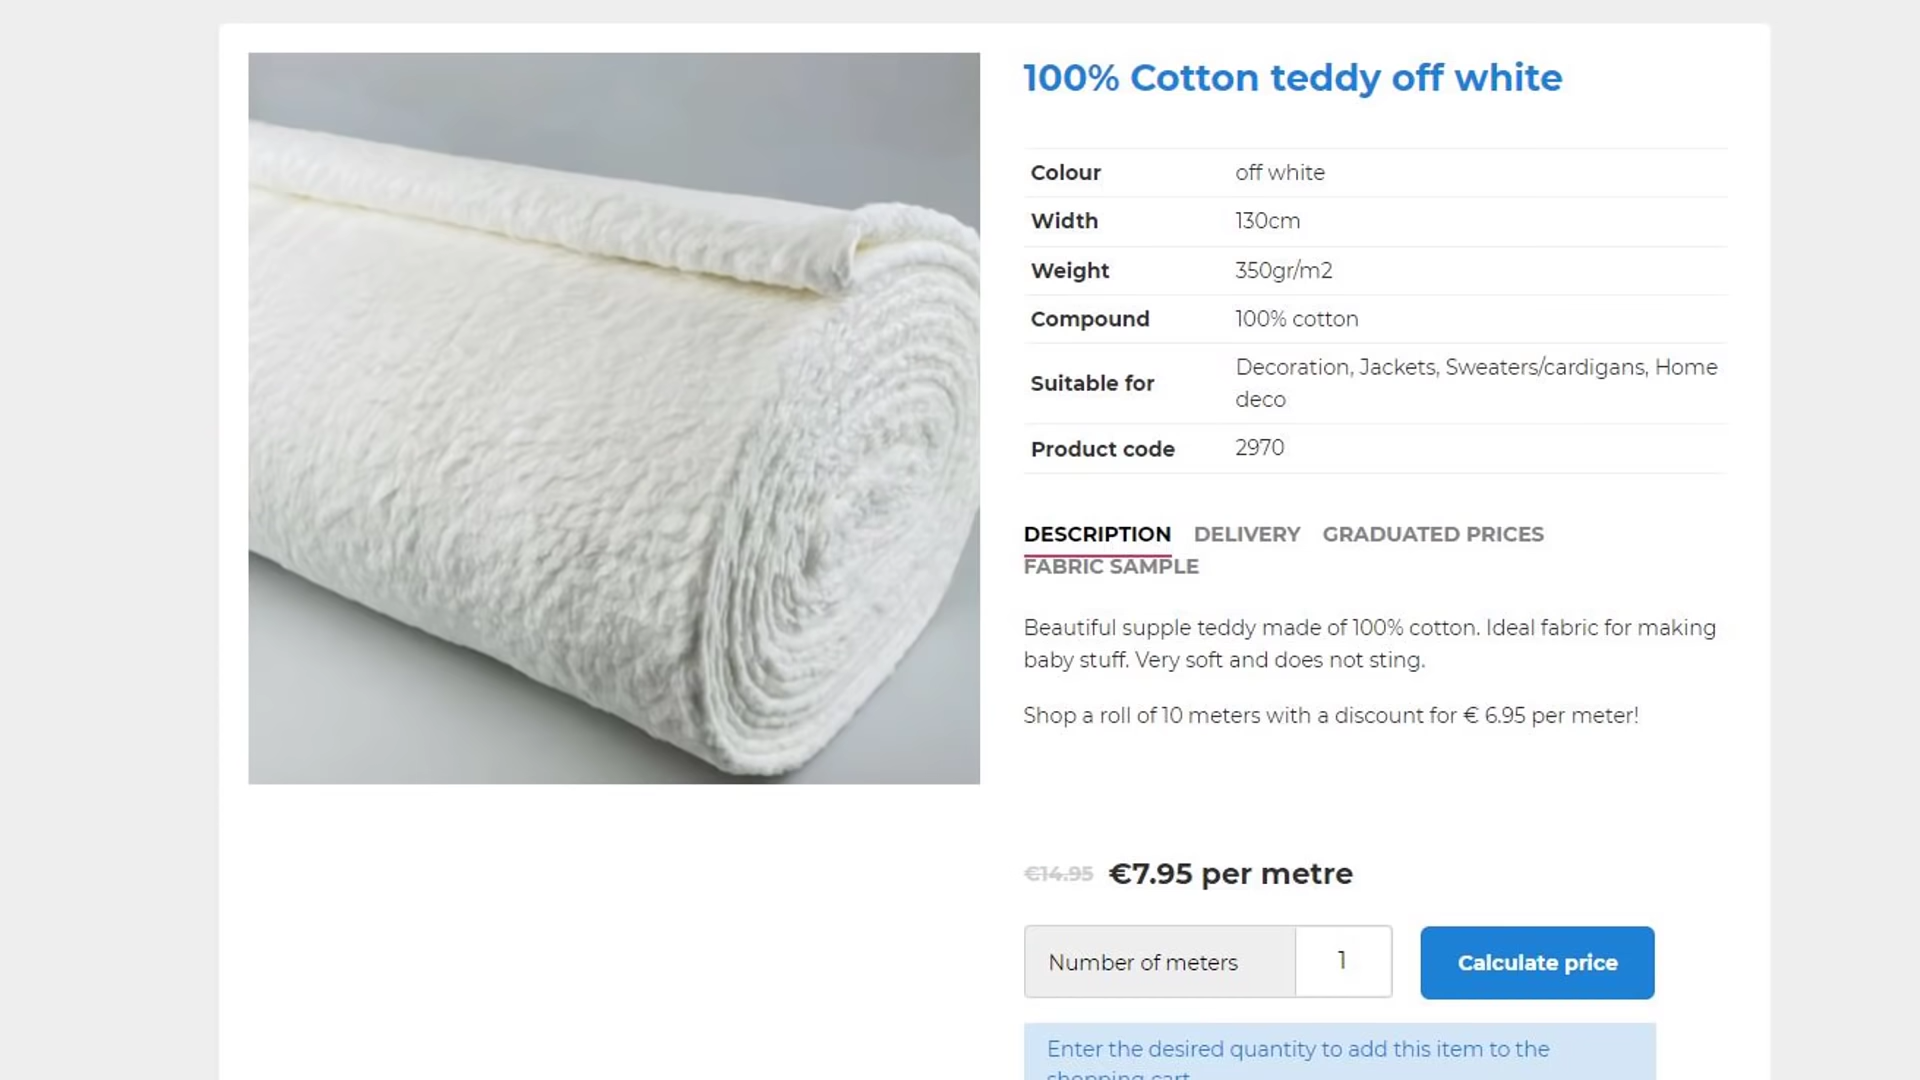 100% Cotton teddy off white
Colour off white
Width 130cm
Weight 350gr/m2
Compound 100% cotton
Suitable for Decoration, Jackets, Sweaters/cardigans, Home
deco
Product code 2970
DESCRIPTION DELIVERY GRADUATED PRICES
FABRIC SAMPLE
Beautiful supple teddy made of 100% cotton. Ideal fabric for making
baby stuff. Very soft and does not sting.
Shop a roll of 10 meters with a discount for € 6.95 per meter!
€14.95 €7.95 per metre
Number of meters 1 Calculate price
Enter the desired quantity to add this item to the
shopping cart